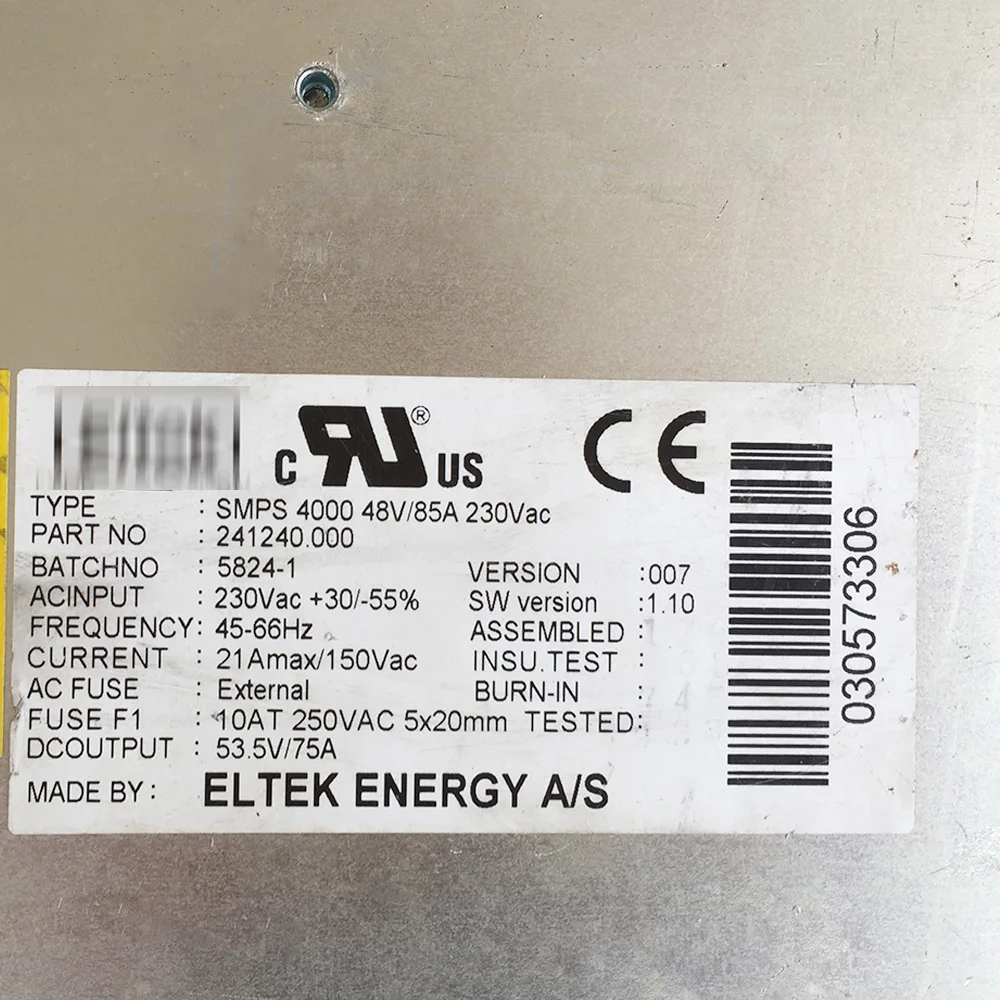 c RU ® US CE
TYPE : SMPS 4000 48V/85A 230Vac
PART NO : 241240.000
BATCHNO : 5824-1 VERSION :007
ACINPUT : 230Vac +30/-55% SW version :1.10
FREQUENCY: 45-66Hz ASSEMBLED :
CURRENT : 21Amax/150Vac INSU.TEST :
AC FUSE : External BURN-IN :
FUSE F1 : 10AT 250VAC 5x20mm TESTED:
DCOUTPUT : 53.5V/75A
MADE BY : ELTEK ENERGY A/S
030573306